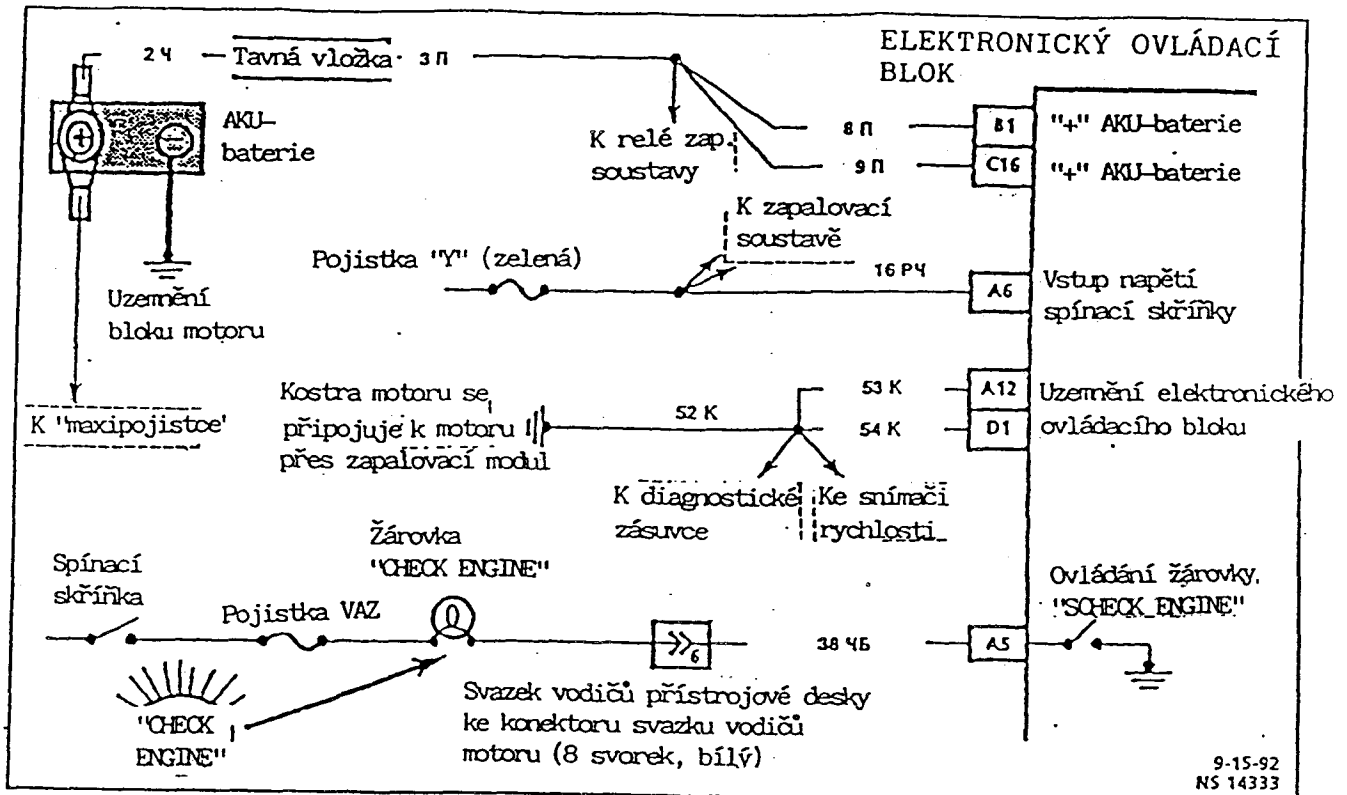 ELEKTRONICKÝ OVLÁDACÍ
BLOK
2 Ч
Tavná vložka
3 П
AKU-
baterie
K relé zap.
soustavy
8 П
B1
"+" AKU-baterie
9 П
C16
"+" AKU-baterie
K zapalovací
soustavě
Pojistka "Y" (zelená)
16 РЧ
A6
Vstup napětí
spínací skříňky
Uzemnění
bloku motoru
K "maxipojistce'
Kostra motoru se
připojuje k motoru
přes zapalovací modul
52 K
53 K
A12
Uzemnění elektronického
54 K
D1
ovládacího bloku
K diagnostické
zásuvce
Ke snímači
rychlosti
Žárovka
"CHECK ENGINE"
Spínací
skříňka
Pojistka VAZ
6
38 ЧБ
A5
Ovládání žárovky.
"SCHECK ENGINE"
"CHECK
ENGINE"
Svazek vodičů přístrojové desky
ke konektoru svazku vodičů
motoru (8 svorek, bílý)
9-15-92
NS 14333